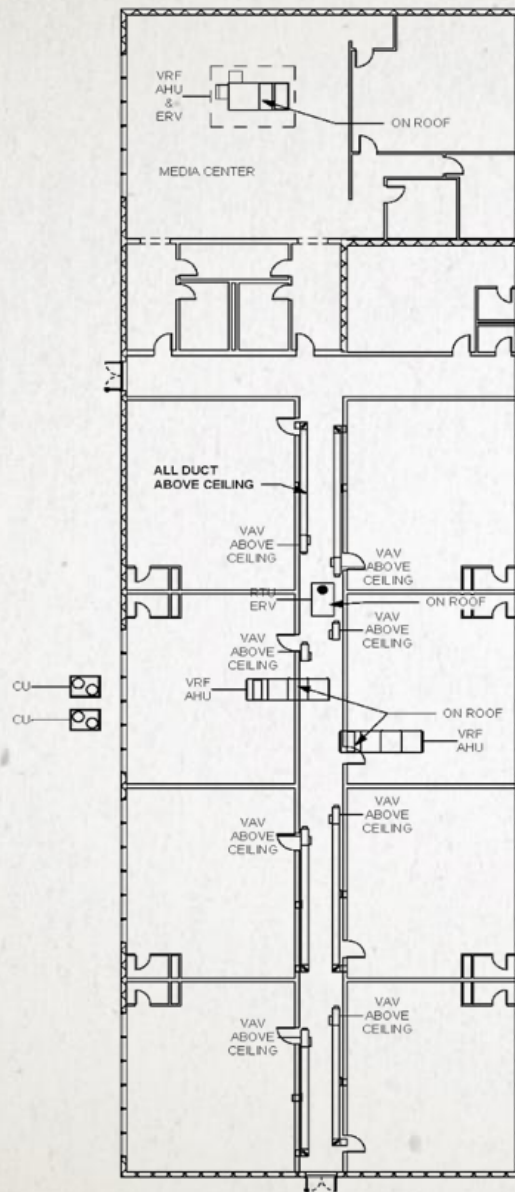 VRF
AHU
&
ERV
ON ROOF
MEDIA CENTER
ALL DUCT
ABOVE CEILING
VAV
ABOVE
CEILING
VAV
ABOVE
CEILING
RTU
ERV
ON ROOF
VAV
ABOVE
CEILING
VAV
ABOVE
CEILING
CU
VRF
AHU
CU
ON ROOF
VRF
AHU
VAV
ABOVE
CEILING
VAV
ABOVE
CEILING
VAV
ABOVE
CEILING
VAV
ABOVE
CEILING